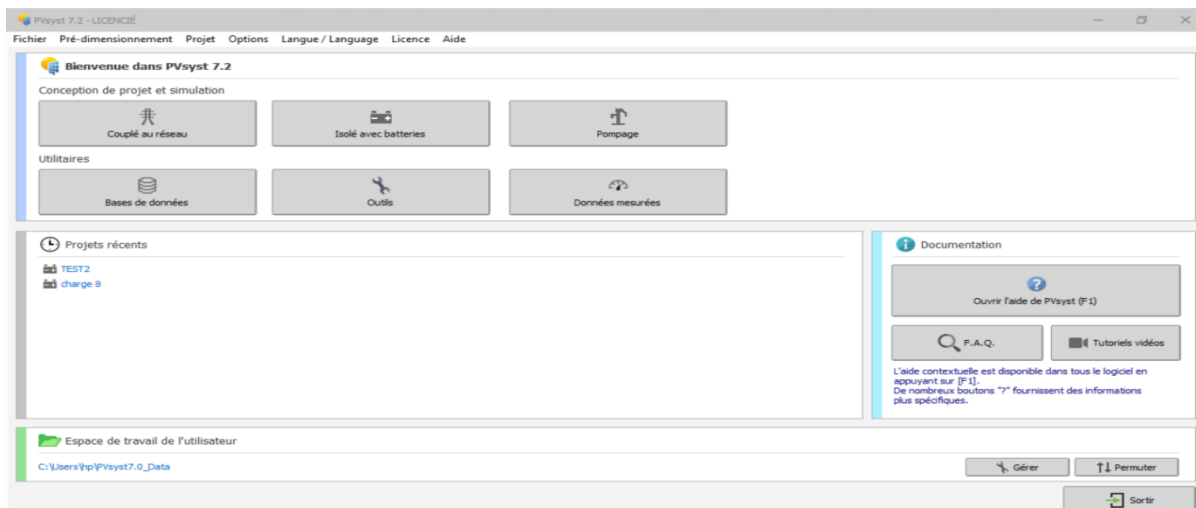 PVsyst 7.2 - LICENCIÉ
Fichier Pré-dimensionnement Projet Options Langue / Language Licence Aide
Bienvenue dans PVsyst 7.2
Conception de projet et simulation
Couplé au réseau
Isolé avec batteries
Pompage
Utilitaires
Bases de données
Outils
Données mesurées
Projets récents
TEST2
charge 8
Documentation
Ouvrir l'aide de PVsyst (F1)
F.A.Q.
Tutoriels vidéos
L'aide contextuelle est disponible dans tous le logiciel en
appuyant sur [F1].
De nombreux boutons "?" fournissent des informations
plus spécifiques.
Espace de travail de l'utilisateur
C:\Users\hp\PVsyst7.0_Data
Gérer
Permuter
Sortir